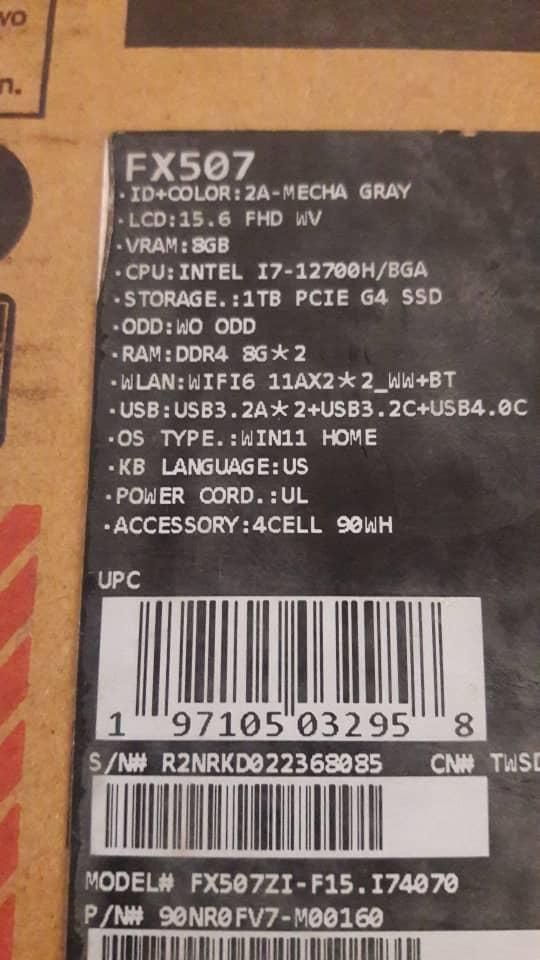 wo
n.
FX507
·ID+COLOR:2A-MECHA GRAY
·LCD:15.6 FHD WV
·VRAM:8GB
·CPU:INTEL I7-12700H/BGA
·STORAGE.:1TB PCIE G4 SSD
·ODD:WO ODD
·RAM:DDR4 8G*2
·WLAN:WIFI6 11AX2*2_WW+BT
·USB:USB3.2A*2+USB3.2C+USB4.0C
·OS TYPE.:WIN11 HOME
·KB LANGUAGE:US
·POWER CORD.:UL
·ACCESSORY:4CELL 90WH
UPC
1 97105 03295 8
S/N# R2NRKD022368085 CN# TWSD
MODEL# FX507ZI-F15.I74070
P/N# 90NR0FV7-M00160